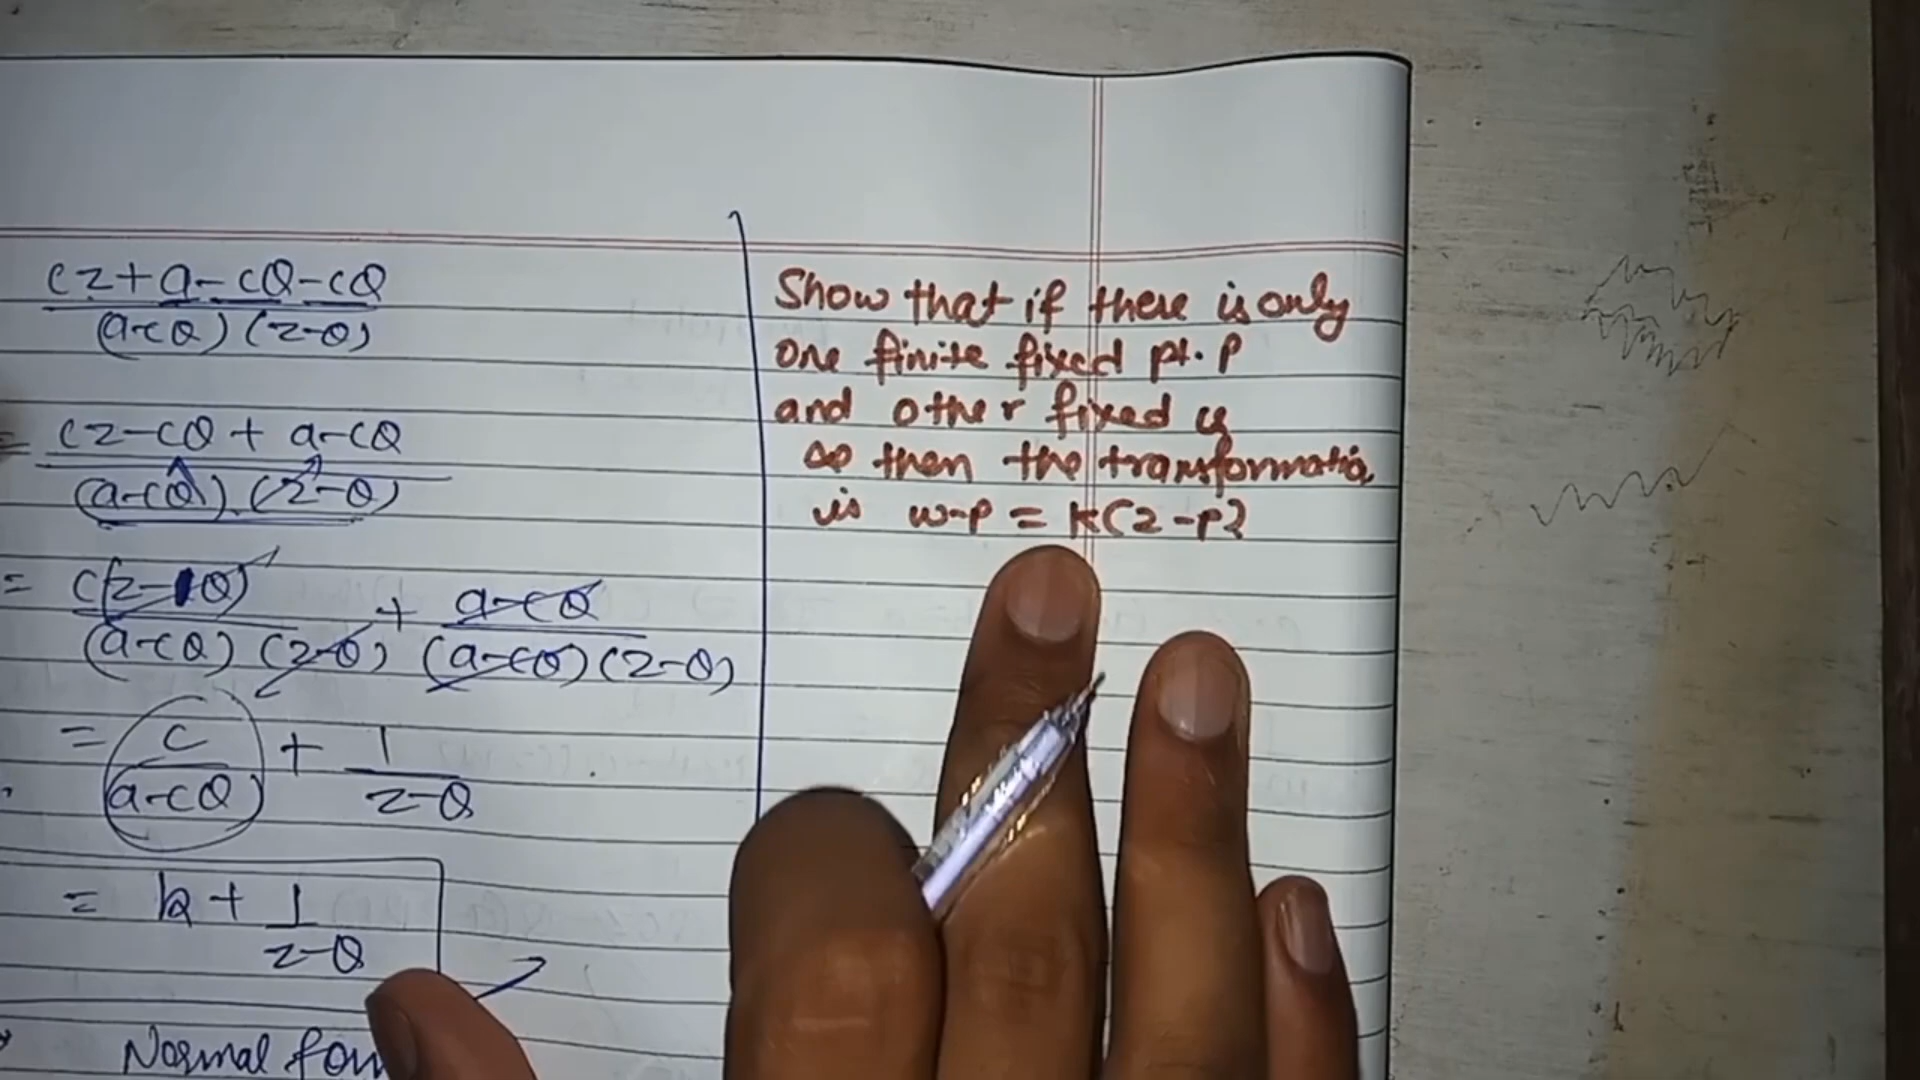 cz+a-cQ-cQ
(a-cQ) (z-Q)
= cz-cQ + a-cQ
(a-cQ). (z-Q)
= c(z-Q) + a-cQ
(a-cQ) (z-Q) (a-cQ) (z-Q)
= c + 1
a-cQ z-Q
= k + 1
z-Q
Normal for
Show that if there is only
one finite fixed pt. P
and other fixed is
∞ then the transformatio
is w-p = k(z-p)